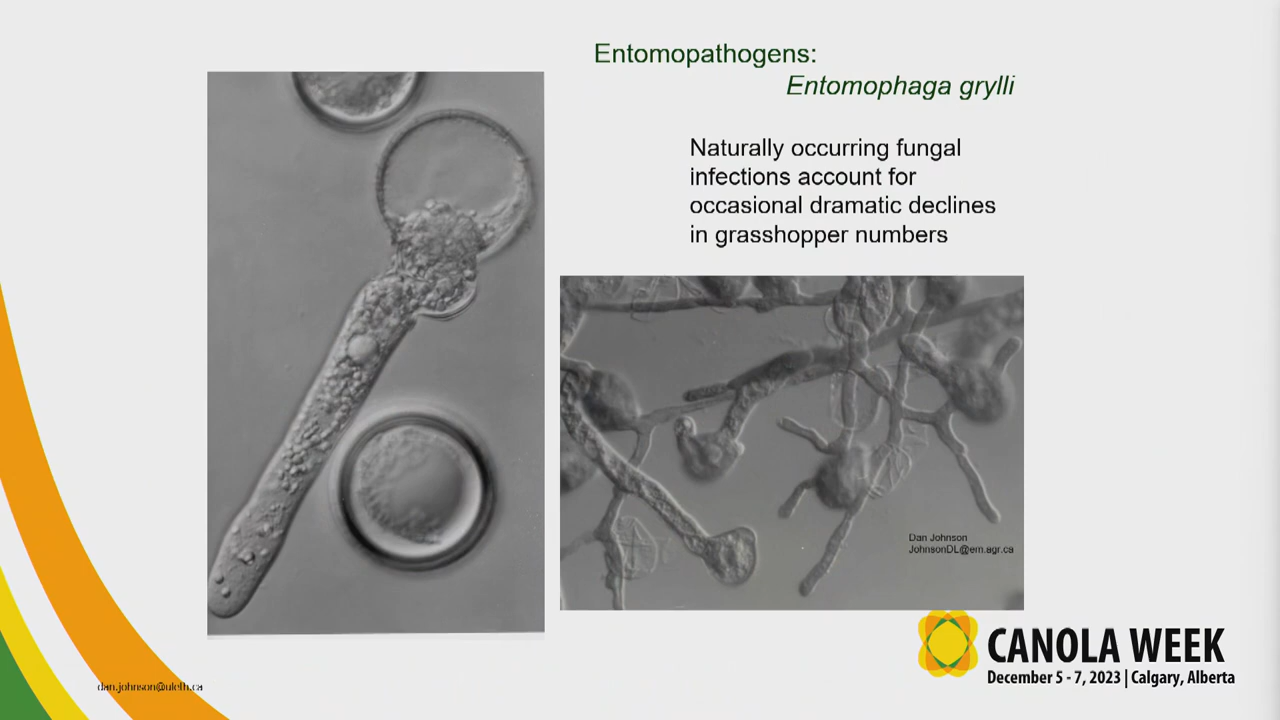 Entomopathogens:
Entomophaga grylli
Naturally occurring fungal
infections account for
occasional dramatic declines
in grasshopper numbers
Dan Johnson
JohnsonDL@em.agr.ca
CANOLA WEEK
December 5 - 7, 2023 | Calgary, Alberta
dan.johnson@uleth.ca